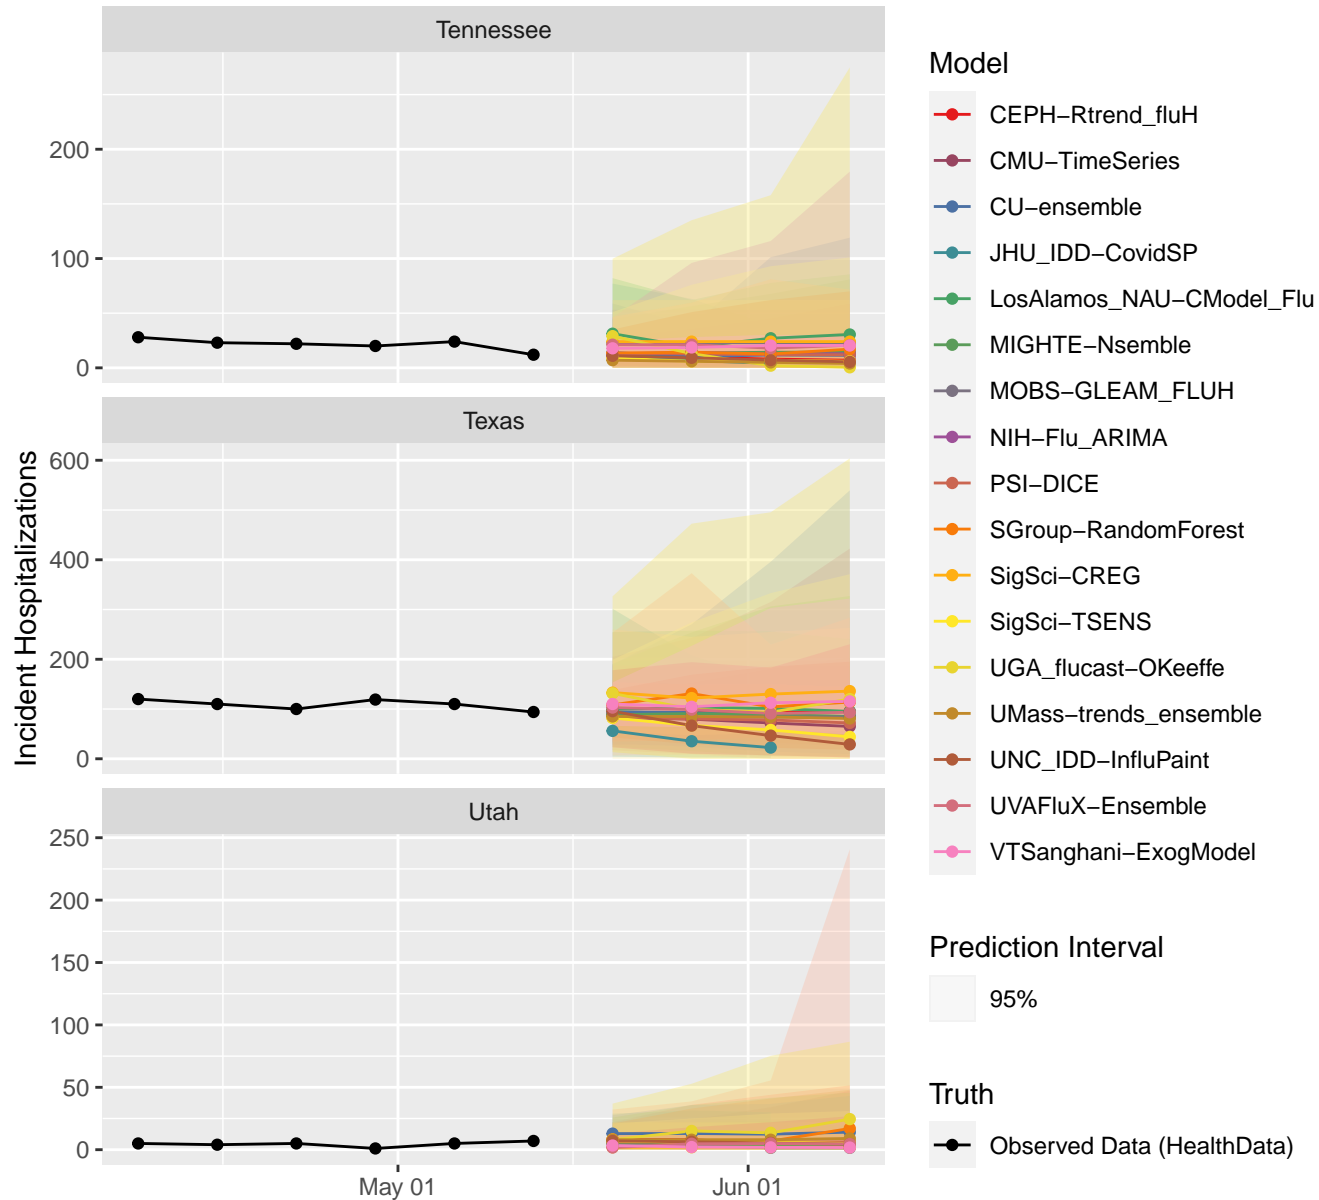 Tennessee
200
100
0
Texas
600
400
200
0
Utah
250
200
150
100
50
0
May 01
Jun 01
Incident Hospitalizations
Model
CEPH−Rtrend_fluH
CMU−TimeSeries
CU−ensemble
JHU_IDD−CovidSP
LosAlamos_NAU−CModel_Flu
MIGHTE−Nsemble
MOBS−GLEAM_FLUH
NIH−Flu_ARIMA
PSI−DICE
SGroup−RandomForest
SigSci−CREG
SigSci−TSENS
UGA_flucast−OKeeffe
UMass−trends_ensemble
UNC_IDD−InfluPaint
UVAFluX−Ensemble
VTSanghani−ExogModel
Prediction Interval
95%
Truth
Observed Data (HealthData)